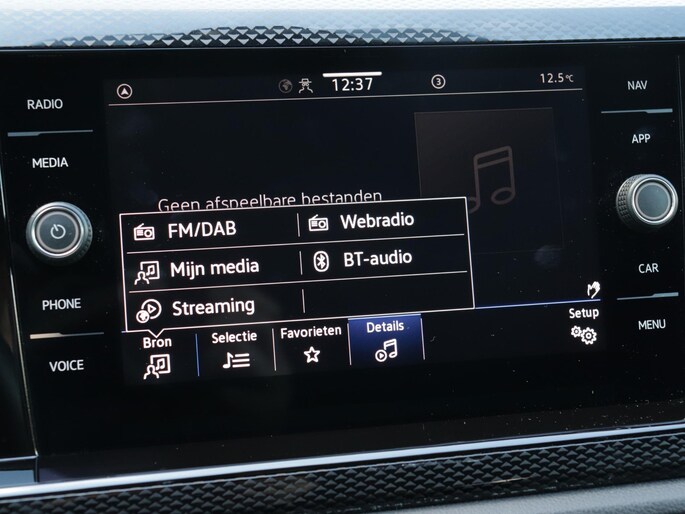 RADIO
MEDIA
PHONE
VOICE
12:37
3
12.5°C
Geen afspeelbare bestanden
FM/DAB
Webradio
Mijn media
BT-audio
Streaming
Bron
Selectie
Favorieten
Details
Setup
NAV
APP
CAR
MENU